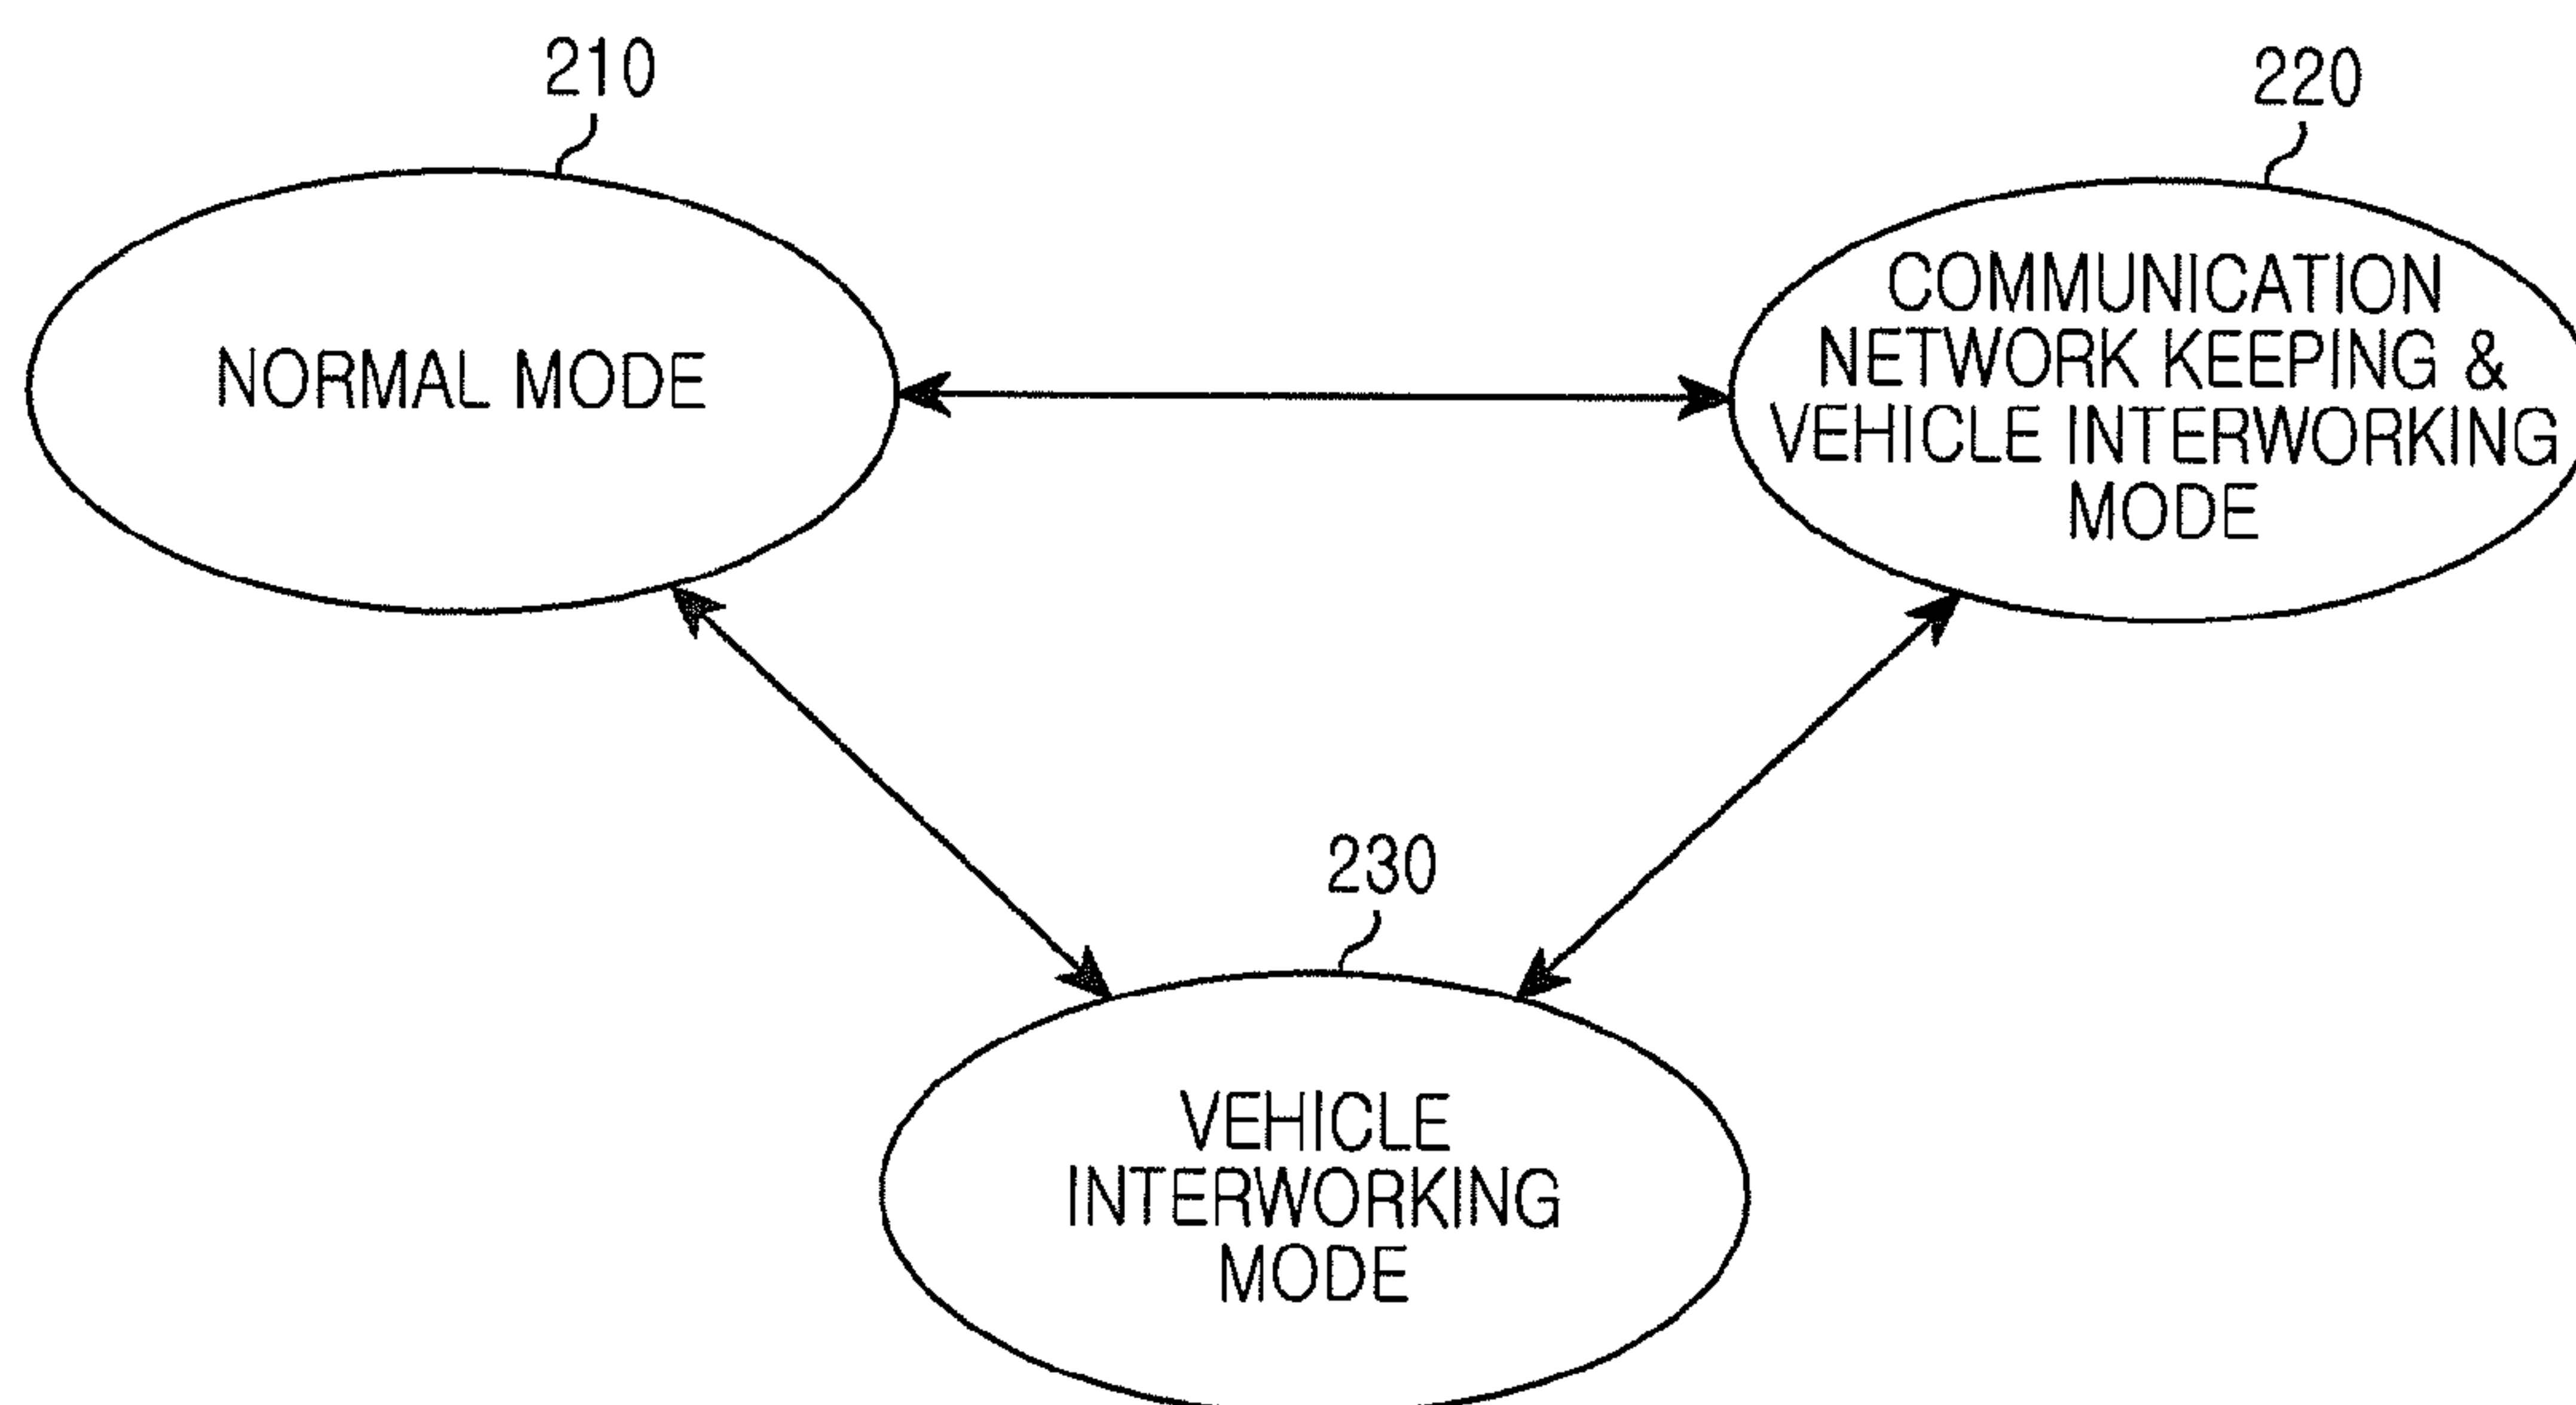 210
220
NORMAL MODE
COMMUNICATION
NETWORK KEEPING &
VEHICLE INTERWORKING
MODE
230
VEHICLE
INTERWORKING
MODE